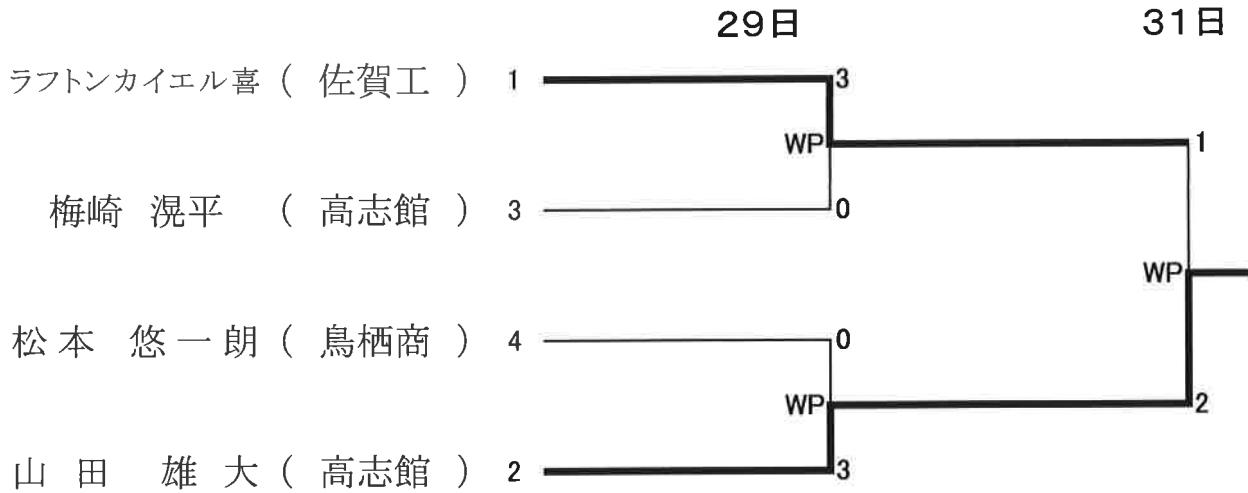 29日 31日
ラフトンカイエル喜 ( 佐賀工 ) 1 3
WP 1
梅崎 滉平 ( 高志館 ) 3 0
WP
松本 悠一朗 ( 鳥栖商 ) 4 0
WP 2
山田 雄大 ( 高志館 ) 2 3